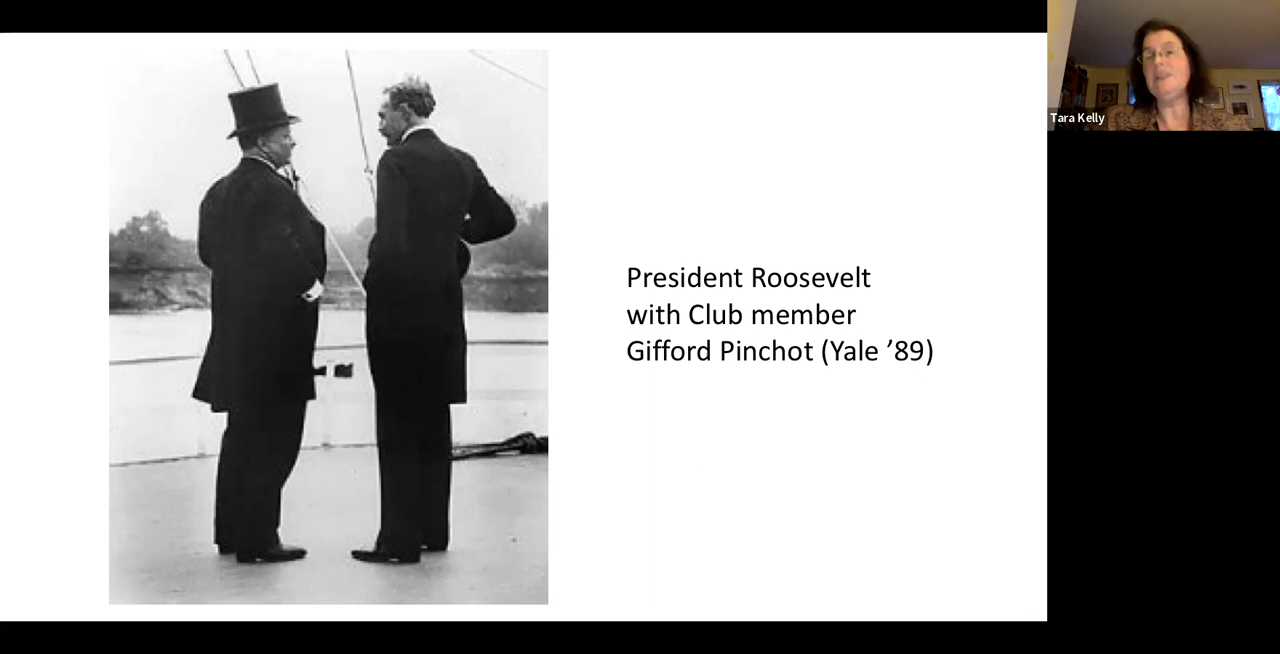 President Roosevelt
with Club member
Gifford Pinchot (Yale ’89)
Tara Kelly